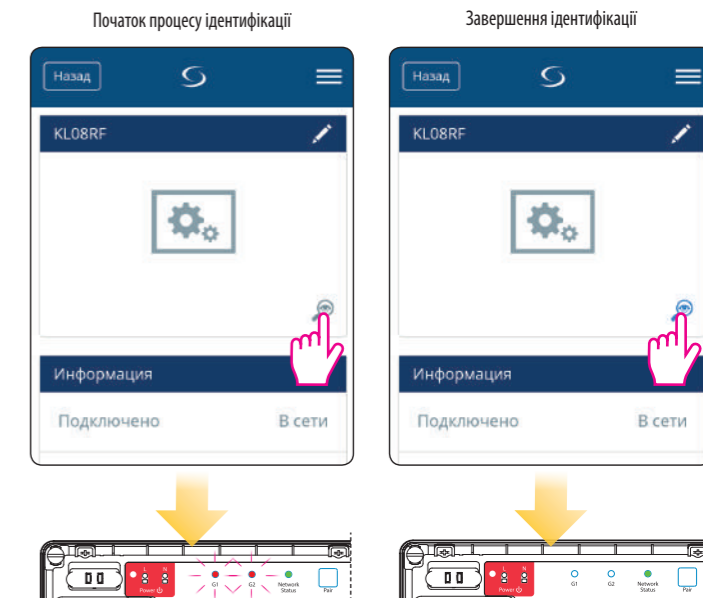 Початок процесу ідентифікації
Завершення ідентифікації
Назад
KL08RF
Информация
Подключено В сети
Назад
KL08RF
Информация
Подключено В сети
L N
Power
G1
G2
Network
Status
Pair
L N
Power
G1
G2
Network
Status
Pair